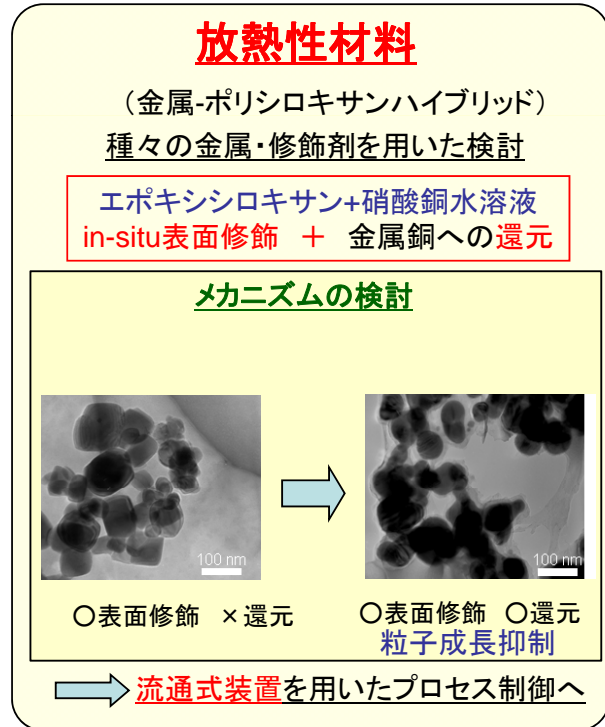 放熱性材料
（金属-ポリシロキサンハイブリッド）
種々の金属・修飾剤を用いた検討
エポキシシロキサン+硝酸銅水溶液
in-situ表面修飾　＋　金属銅への還元
メカニズムの検討
100 nm
100 nm
○表面修飾　×還元
○表面修飾　○還元
粒子成長抑制
流通式装置を用いたプロセス制御へ